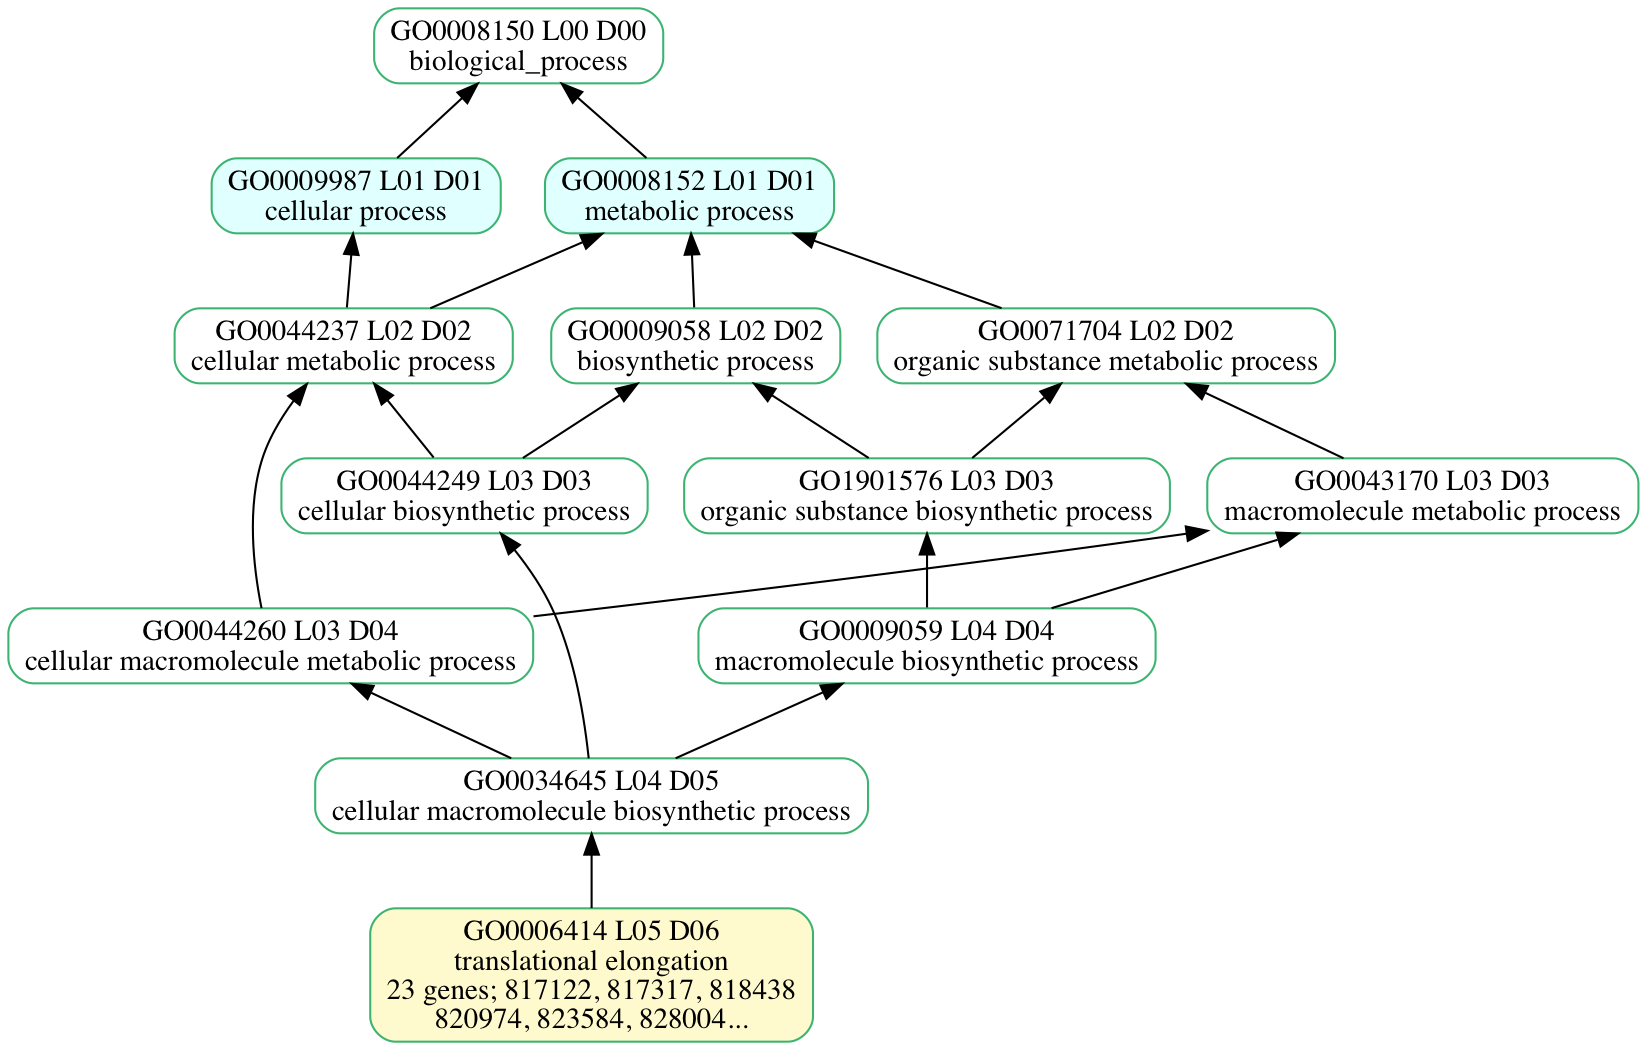 GO0008150 L00 D00
biological_process
GO0009987 L01 D01
cellular process
GO0008152 L01 D01
metabolic process
GO0044237 L02 D02
cellular metabolic process
GO0009058 L02 D02
biosynthetic process
GO0071704 L02 D02
organic substance metabolic process
GO0044249 L03 D03
cellular biosynthetic process
GO1901576 L03 D03
organic substance biosynthetic process
GO0043170 L03 D03
macromolecule metabolic process
GO0044260 L03 D04
cellular macromolecule metabolic process
GO0009059 L04 D04
macromolecule biosynthetic process
GO0034645 L04 D05
cellular macromolecule biosynthetic process
GO0006414 L05 D06
translational elongation
23 genes; 817122, 817317, 818438
820974, 823584, 828004...